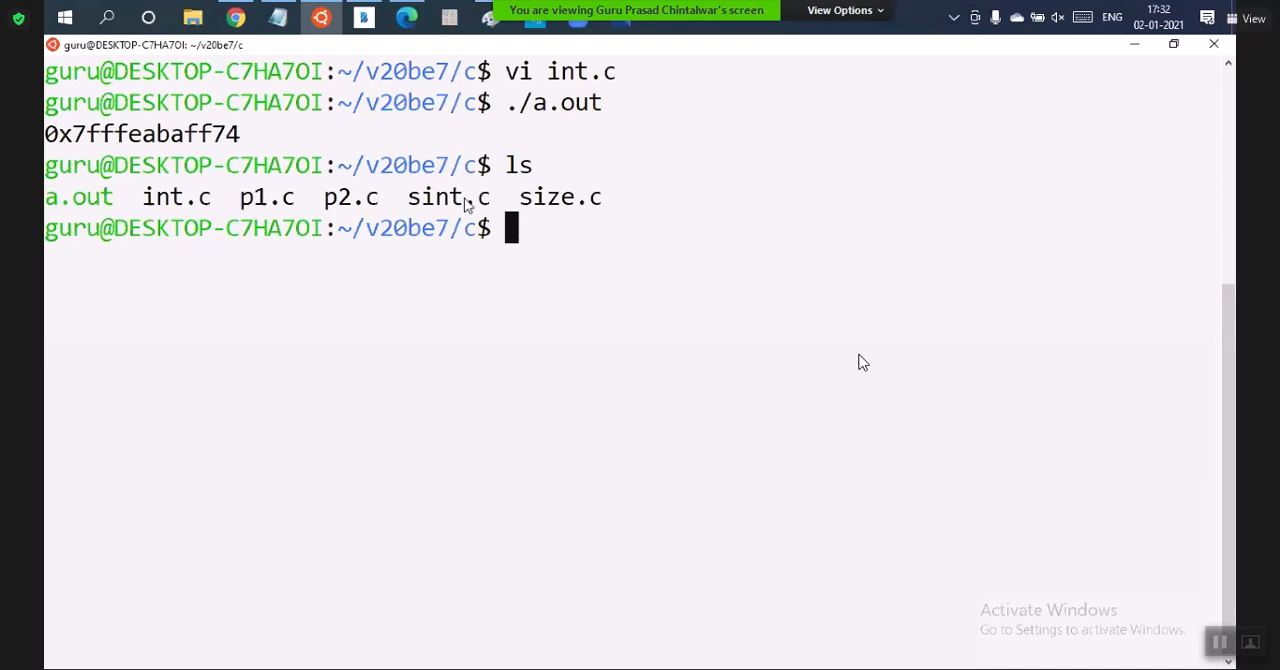 You are viewing Guru Prasad Chintalwar's screen
View Options
ENG
17:32
02-01-2021
View
guru@DESKTOP-C7HA7OI: ~/v20be7/c
guru@DESKTOP-C7HA7OI:~/v20be7/c$ vi int.c
guru@DESKTOP-C7HA7OI:~/v20be7/c$ ./a.out
0x7fffeabaff74
guru@DESKTOP-C7HA7OI:~/v20be7/c$ ls
a.out int.c p1.c p2.c sint.c size.c
guru@DESKTOP-C7HA7OI:~/v20be7/c$
Activate Windows
Go to Settings to activate Windows.